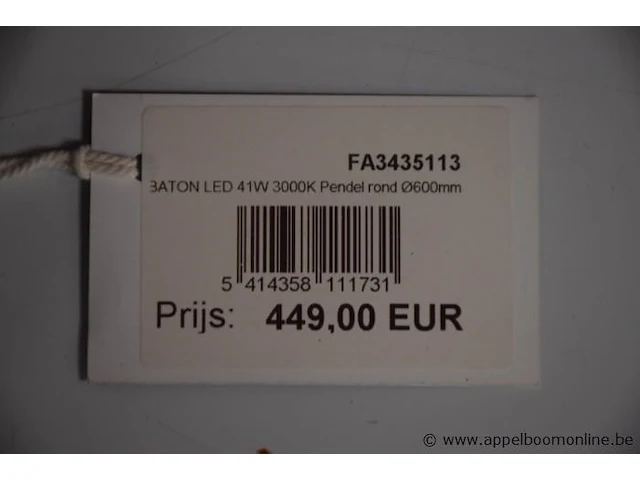 FA3435113
BATON LED 41W 3000K Pendel rond Ø600mm
5 414358 111731
Prijs: 449,00 EUR
© www.appelboomonline.be